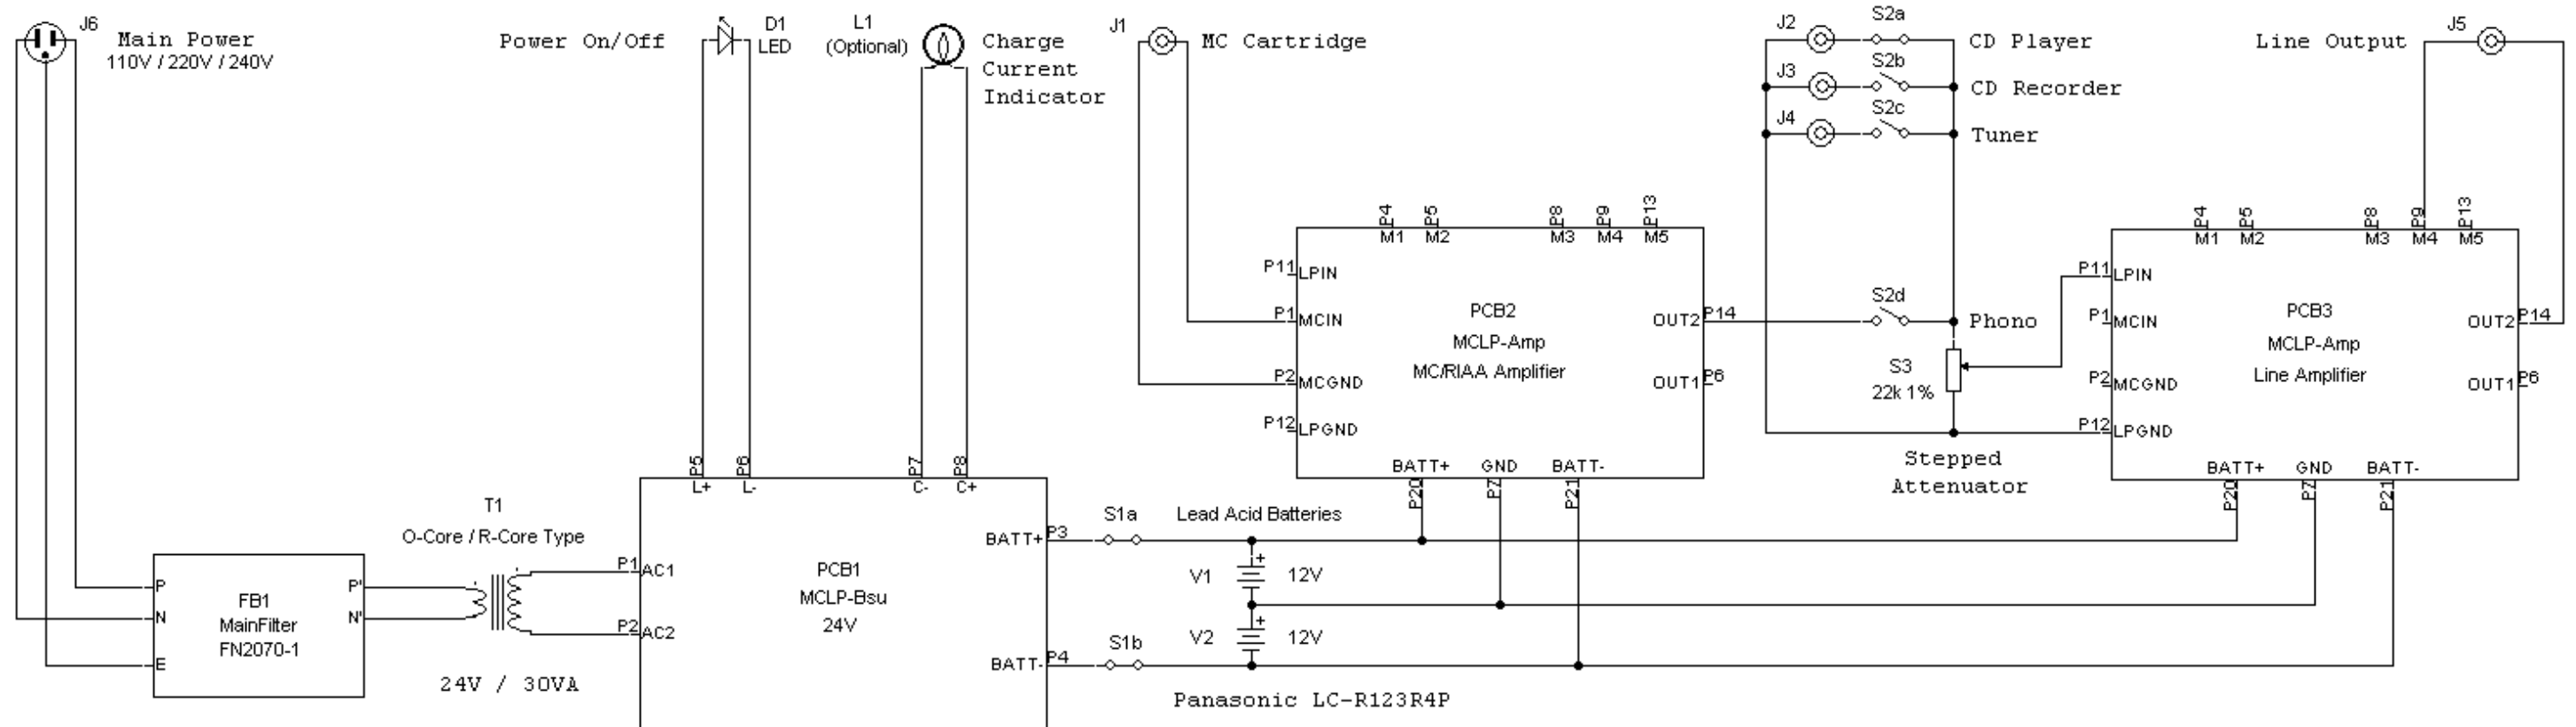 J6
Main Power
110V / 220V / 240V
Power On/Off
D1
LED
L1
(Optional)
Charge
Current
Indicator
J1
MC Cartridge
J2
S2a
CD Player
J3
S2b
CD Recorder
J4
S2c
Tuner
Line Output
J5
P4
P5
P8
P9
P13
M1
M2
M3
M4
M5
P11
LPIN
P1
MCIN
P2
MCGND
P12
LPGND
PCB2
MCLP-Amp
MC/RIAA Amplifier
OUT2
P14
OUT1
P6
BATT+
GND
BATT-
P20
P7
P21
S2d
Phono
S3
22k 1%
Stepped
Attenuator
P4
P5
P8
P9
P13
M1
M2
M3
M4
M5
P11
LPIN
P1
MCIN
P2
MCGND
P12
LPGND
PCB3
MCLP-Amp
Line Amplifier
OUT2
P14
OUT1
P6
BATT+
GND
BATT-
P20
P7
P21
P5
P6
P7
P8
L+
L-
C-
C+
T1
O-Core / R-Core Type
24V / 30VA
P
N
E
FB1
MainFilter
FN2070-1
P'
N'
P1
AC1
P2
AC2
PCB1
MCLP-Bsu
24V
BATT+
P3
BATT-
P4
S1a
S1b
Lead Acid Batteries
+
V1
12V
+
V2
12V
Panasonic LC-R123R4P